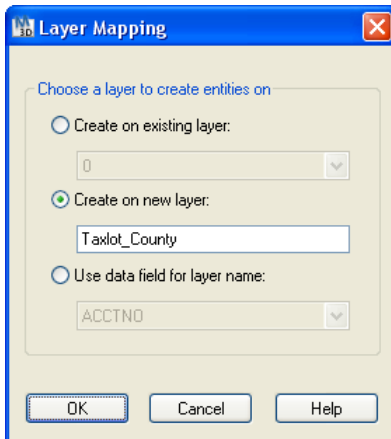 Layer Mapping
Choose a layer to create entities on
Create on existing layer:
0
Create on new layer:
Taxlot_County
Use data field for layer name:
ACCTNO
OK Cancel Help